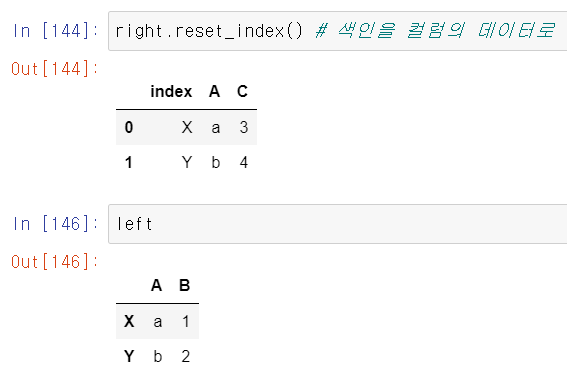 In [144]: right.reset_index() # 색인을 컬럼의 데이터로
Out[144]:
index A C
0 X a 3
1 Y b 4
In [146]: left
Out[146]:
A B
X a 1
Y b 2